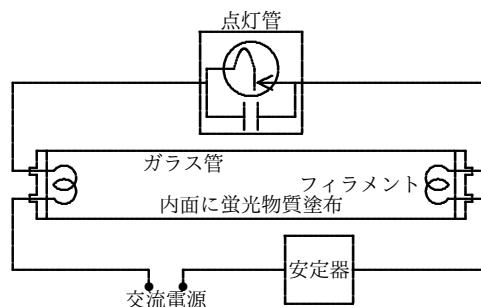 点灯管
ガラス管
フィラメント
内面に蛍光物質塗布
安定器
交流電源